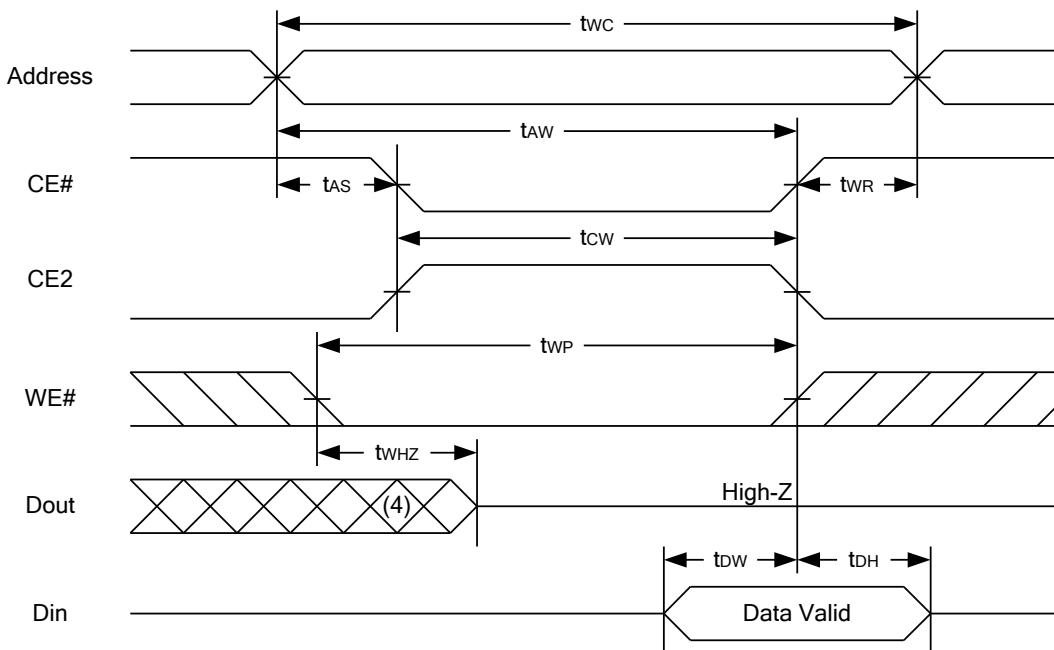 tWC
Address
tAW
CE#
tAS
tWR
tCW
CE2
tWP
WE#
tWHZ
Dout
(4)
High-Z
tDW
tDH
Din
Data Valid